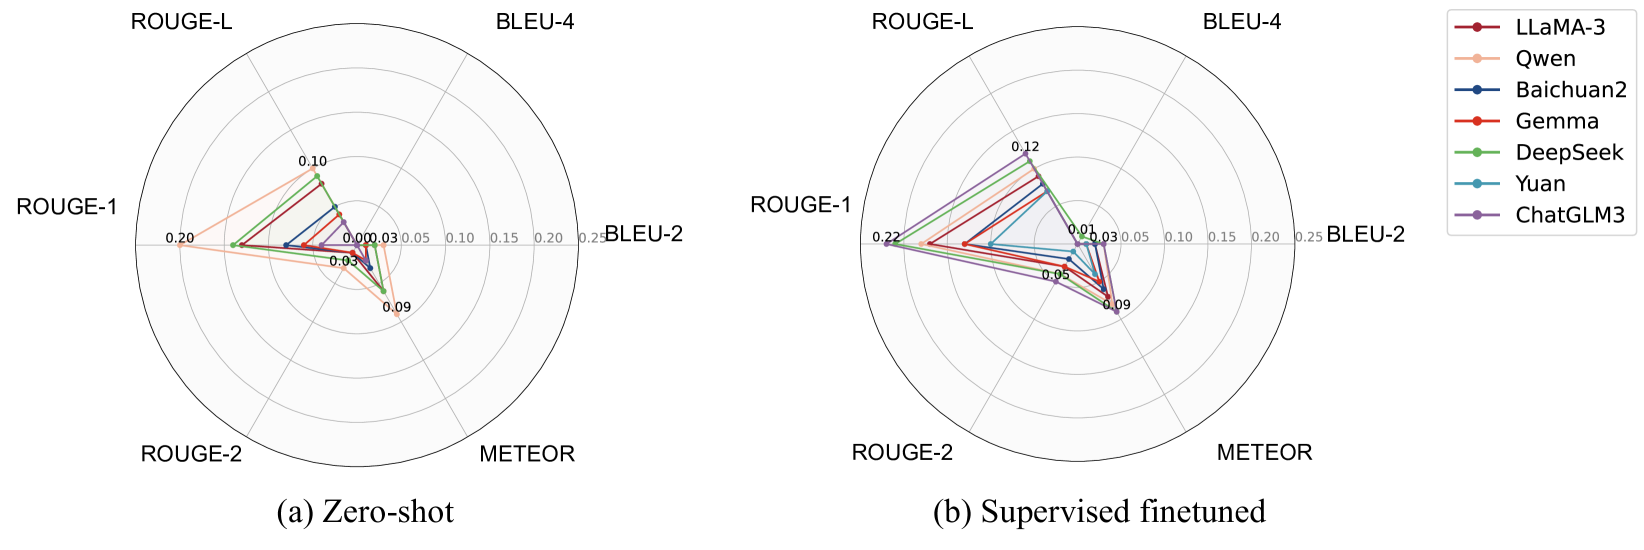 ROUGE-L
BLEU-4
0.10
ROUGE-1
0.20
0.00
0.03
0.05
0.10
0.15
0.20
0.25
BLEU-2
0.03
0.09
ROUGE-2
METEOR
(a) Zero-shot
ROUGE-L
BLEU-4
0.12
ROUGE-1
0.22
0.01
0.03
0.05
0.10
0.15
0.20
0.25
BLEU-2
0.05
0.09
ROUGE-2
METEOR
(b) Supervised finetuned
LLaMA-3
Qwen
Baichuan2
Gemma
DeepSeek
Yuan
ChatGLM3